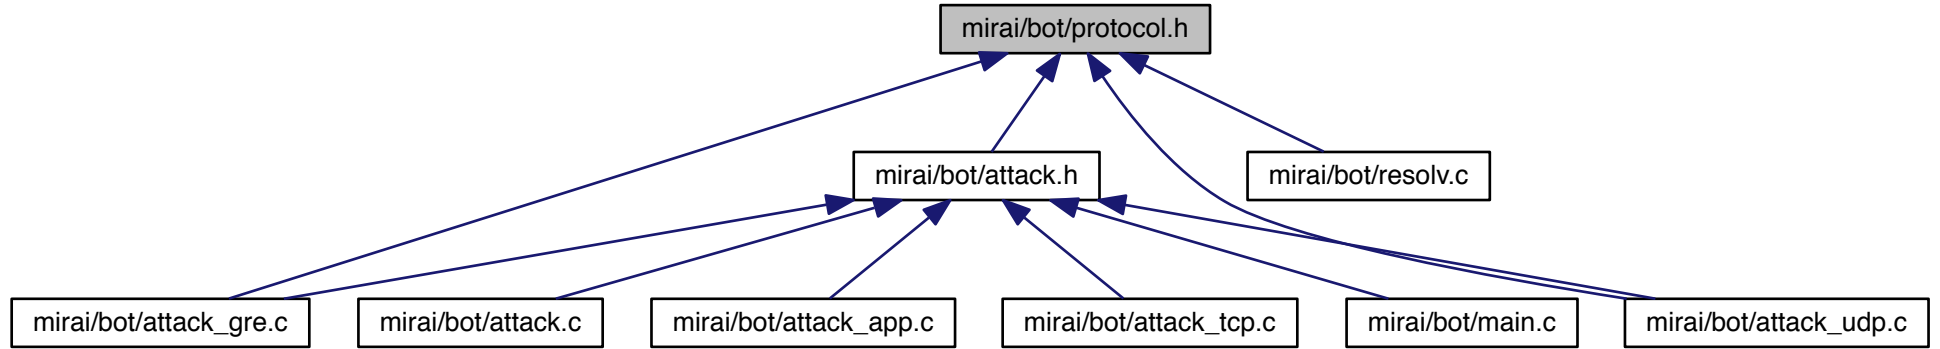 mirai/bot/protocol.h
mirai/bot/attack.h
mirai/bot/resolv.c
mirai/bot/attack_gre.c
mirai/bot/attack.c
mirai/bot/attack_app.c
mirai/bot/attack_tcp.c
mirai/bot/main.c
mirai/bot/attack_udp.c